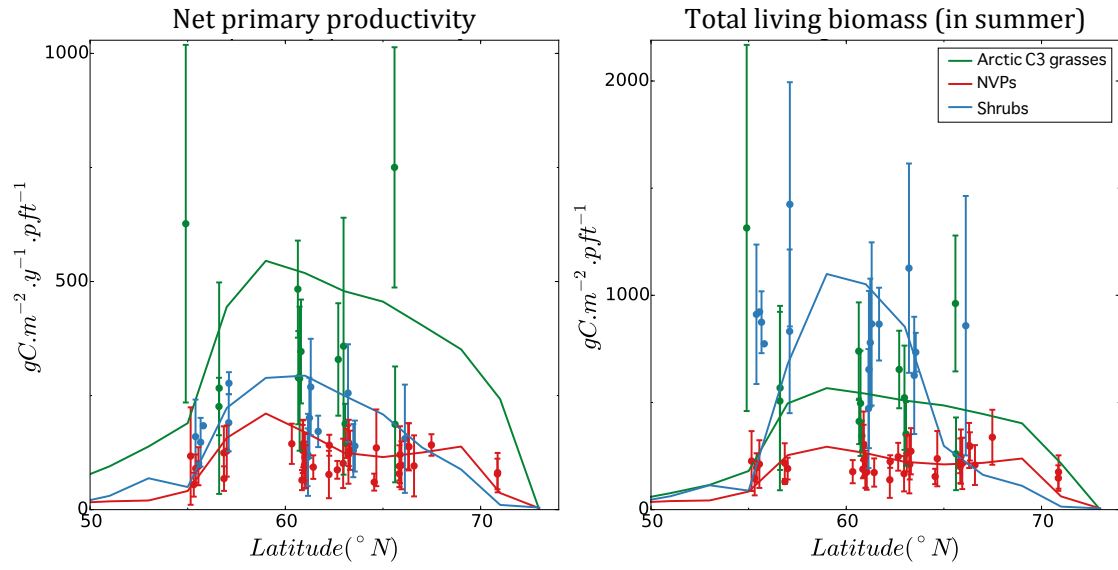 Net primary productivity
Total living biomass (in summer)
1000
500
0
gC.m⁻².y⁻¹.pft⁻¹
50
60
70
Latitude(° N)
2000
1000
0
gC.m⁻².pft⁻¹
50
60
70
Latitude(° N)
Arctic C3 grasses
NVPs
Shrubs